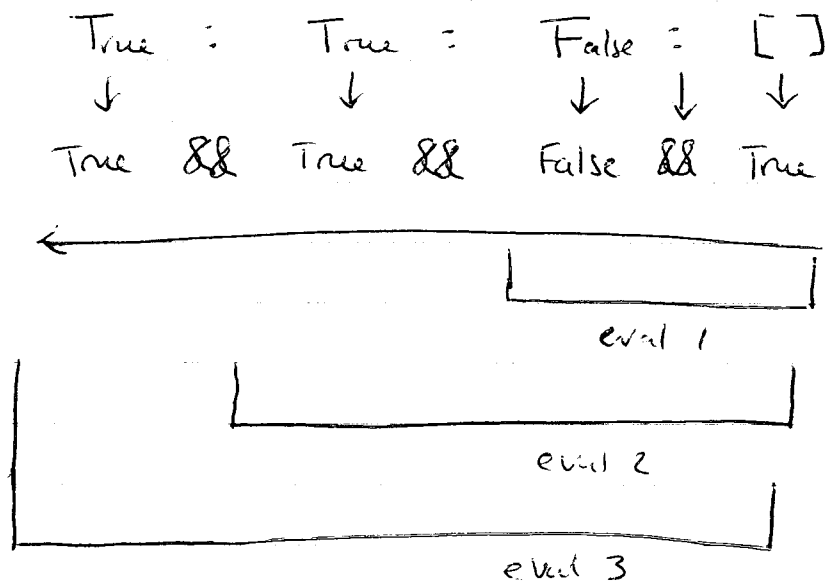 True : True : False : [ ]
True && True && False && True
eval 1
eval 2
eval 3